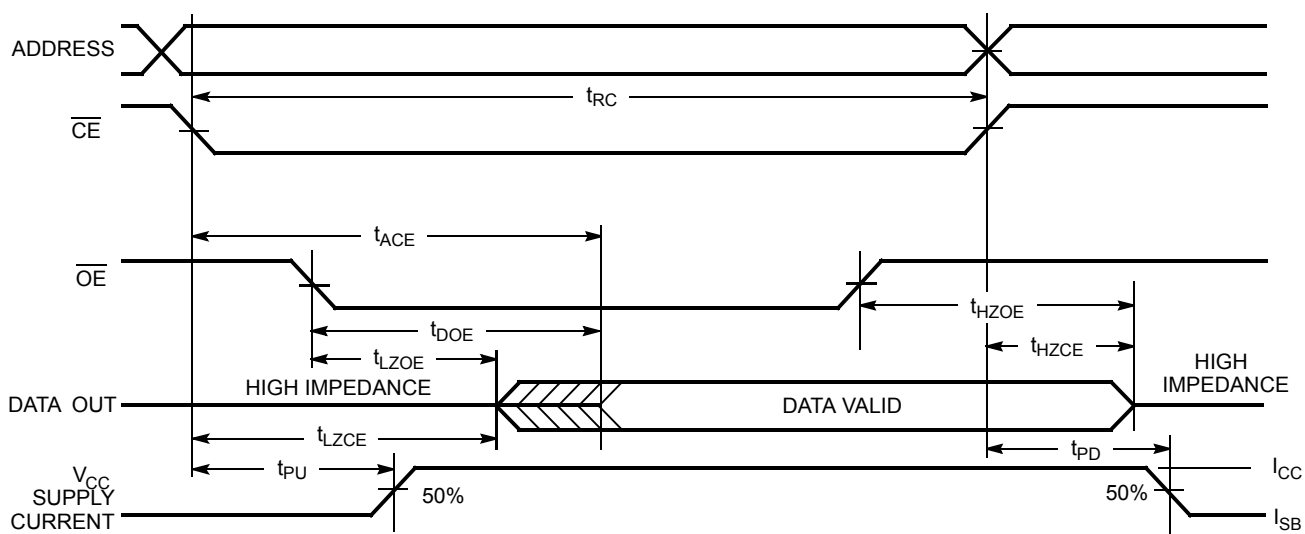 ADDRESS
tRC
CE
tACE
OE
tHZOE
tDOE
tHZCE
tLZOE
HIGH IMPEDANCE
HIGH
IMPEDANCE
DATA OUT
DATA VALID
tLZCE
tPU
tPD
VCC
SUPPLY
CURRENT
50%
50%
ICC
ISB